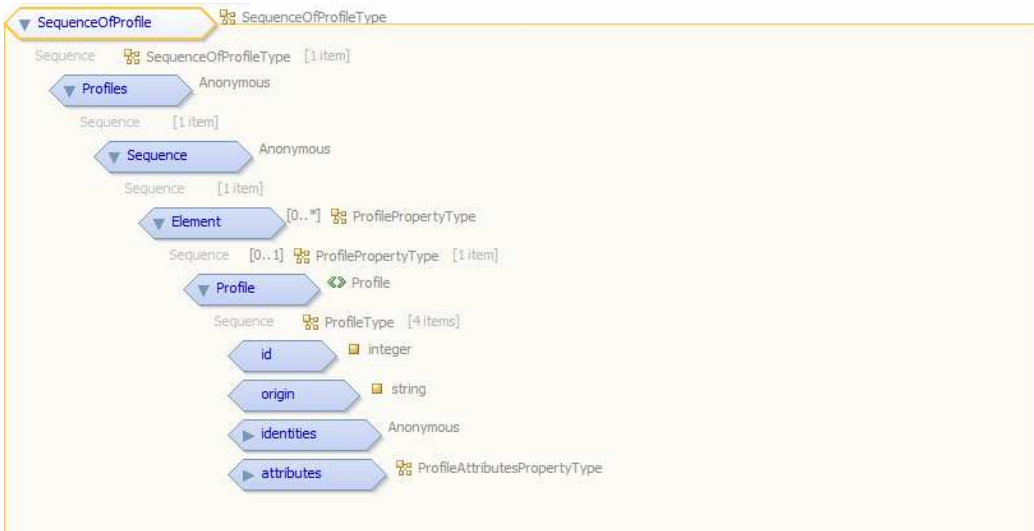 SequenceOfProfile SequenceOfProfileType
Sequence SequenceOfProfileType [1 item]
Profiles Anonymous
Sequence [1 item]
Sequence Anonymous
Sequence [1 item]
Element [0..*] ProfilePropertyType
Sequence [0..1] ProfilePropertyType [1 item]
Profile Profile
Sequence ProfileType [4 items]
id integer
origin string
identities Anonymous
attributes ProfileAttributesPropertyType